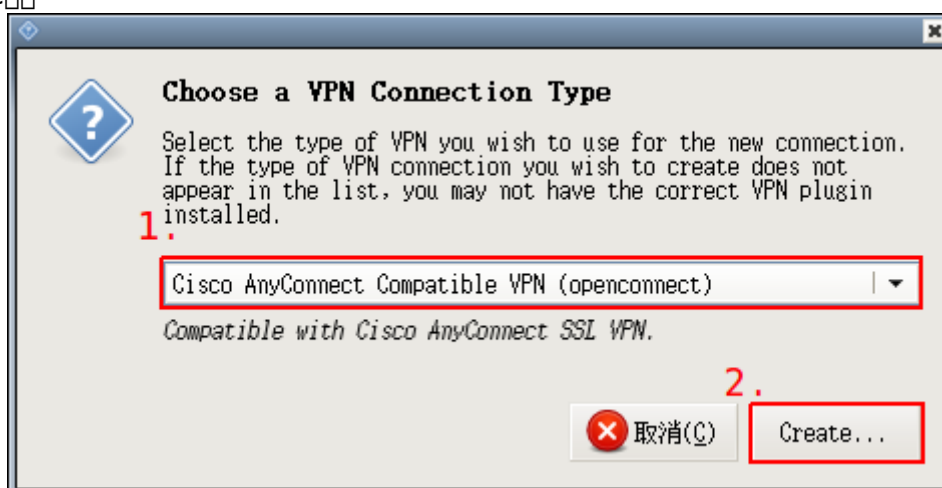 Choose a VPN Connection Type
Select the type of VPN you wish to use for the new connection.
If the type of VPN connection you wish to create does not
appear in the list, you may not have the correct VPN plugin
installed.
1.
Cisco AnyConnect Compatible VPN (openconnect)
Compatible with Cisco AnyConnect SSL VPN.
2.
取消(C)
Create...